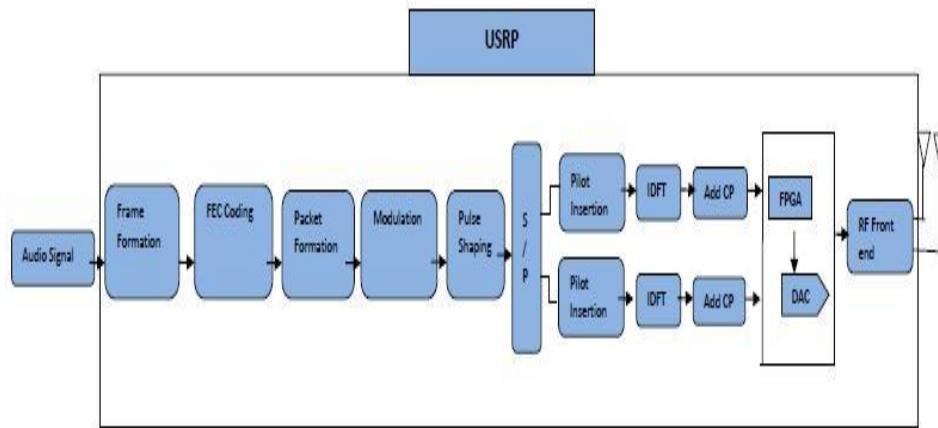 USRP
Audio Signal
Frame
Formation
FEC Coding
Packet
Formation
Modulation
Pulse
Shaping
S
/
P
Pilot
Insertion
IDFT
Add CP
Pilot
Insertion
IDFT
Add CP
FPGA
DAC
RF Front
end